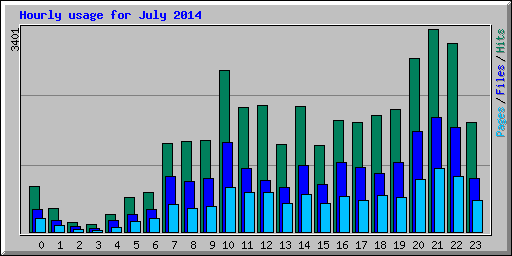 Hourly usage for July 2014
3401
Pages / Files / Hits
0 1 2 3 4 5 6 7 8 9 10 11 12 13 14 15 16 17 18 19 20 21 22 23